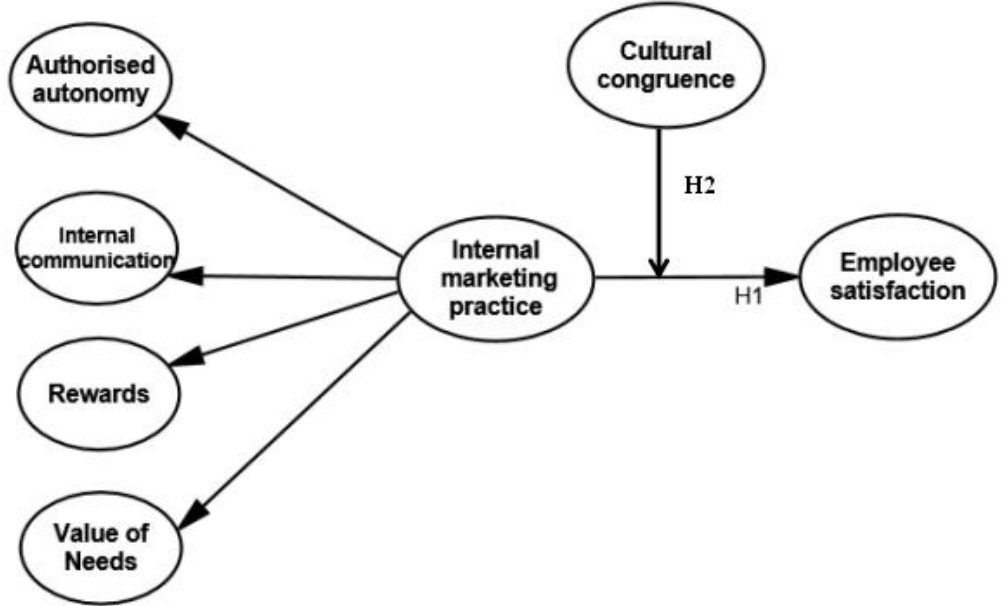 Authorised
autonomy
Cultural
congruence
H2
Internal
communication
Internal
marketing
practice
Employee
satisfaction
H1
Rewards
Value of
Needs